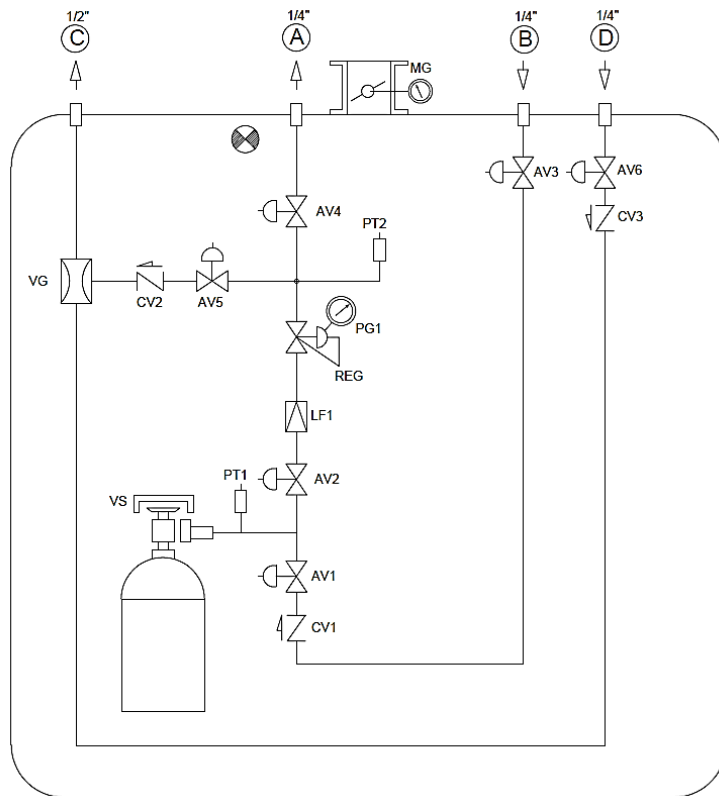 1/2" 1/4" 1/4" 1/4"
C A B D
MG
AV3 AV6
AV4 CV3
PT2
VG
CV2 AV5
PG1
REG
LF1
PT1 AV2
VS
AV1
CV1